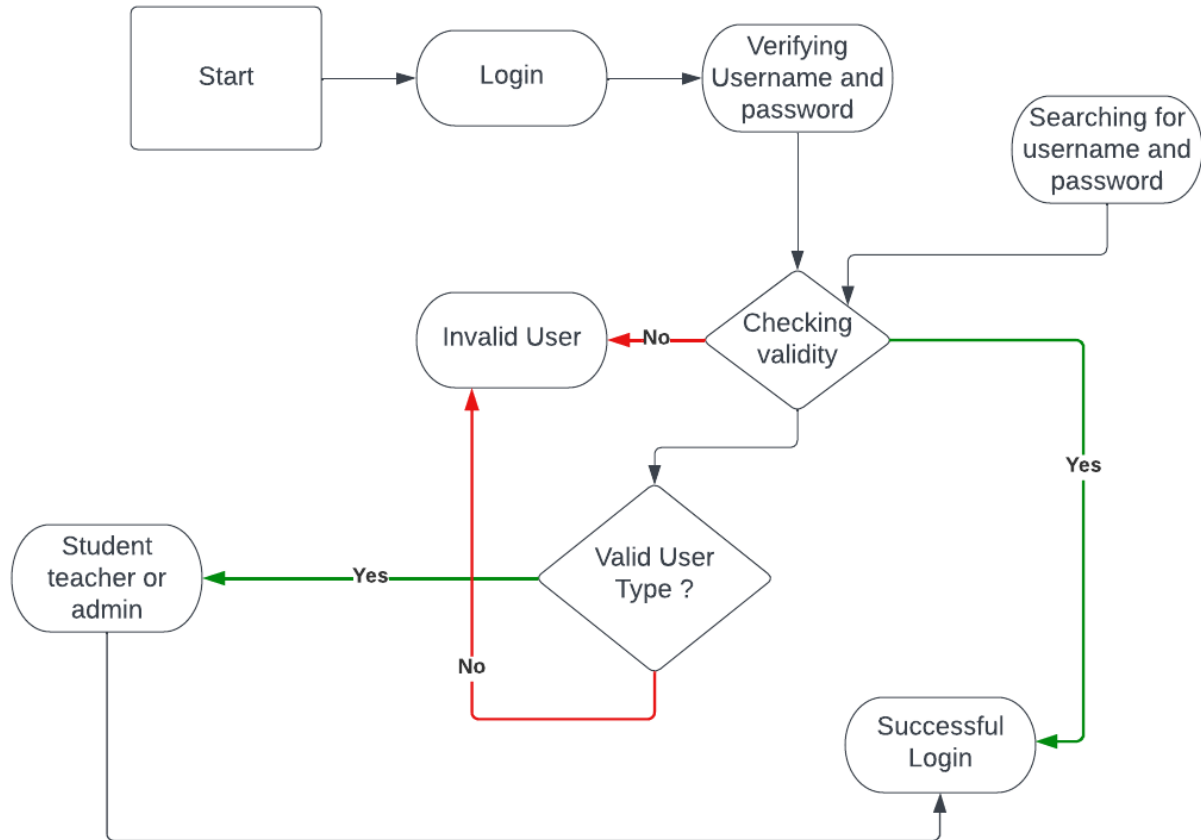 Start
Login
Verifying
Username and
password
Searching for
username and
password
Invalid User
No
Checking
validity
Yes
Valid User
Type ?
Yes
Student
teacher or
admin
No
Successful
Login